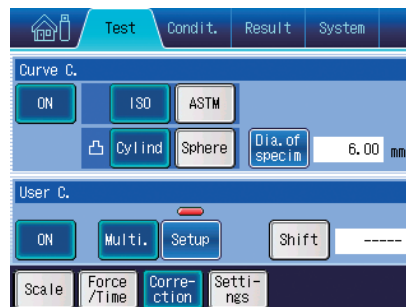 Test Condit. Result System
Curve C.
ON ISO ASTM
Cylind Sphere Dia.of specim 6.00 mm
User C.
ON Multi. Setup Shift -----
Scale Force /Time Corre- ction Setti- ngs